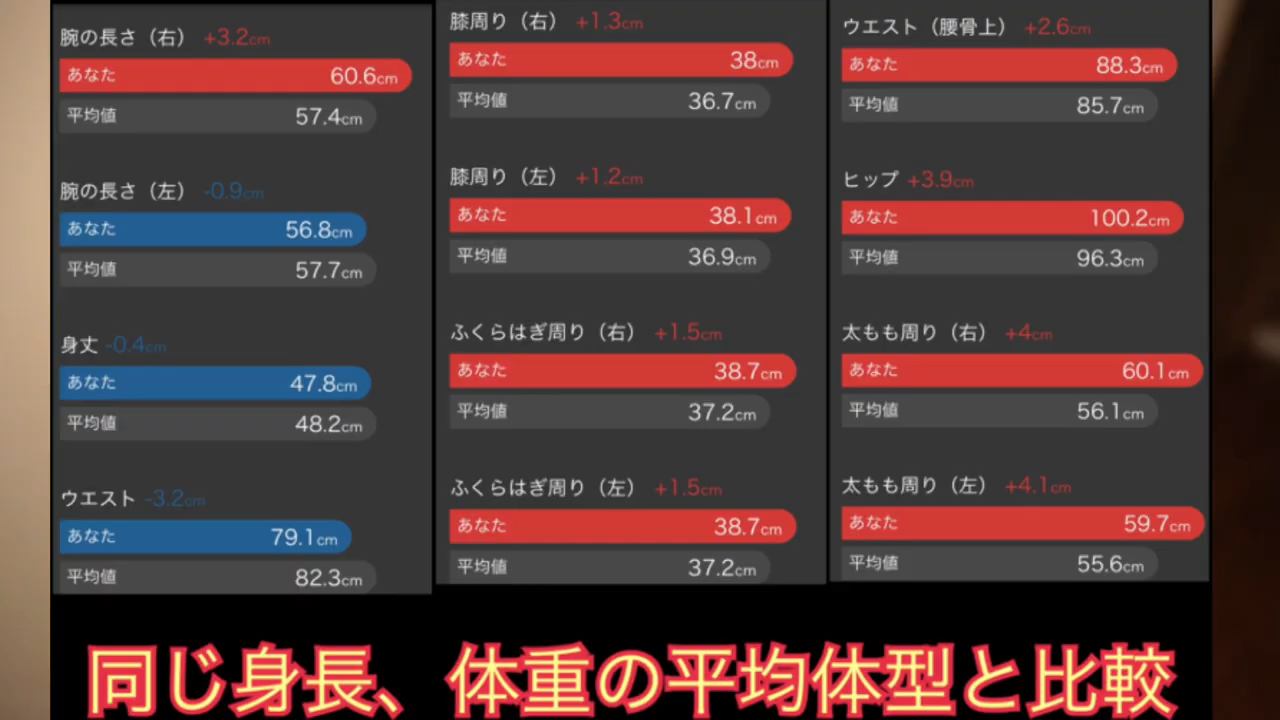 腕の長さ（右） +3.2cm
あなた 60.6cm
平均値 57.4cm
腕の長さ（左） -0.9cm
あなた 56.8cm
平均値 57.7cm
身丈 -0.4cm
あなた 47.8cm
平均値 48.2cm
ウエスト -3.2cm
あなた 79.1cm
平均値 82.3cm
膝周り（右） +1.3cm
あなた 38cm
平均値 36.7cm
膝周り（左） +1.2cm
あなた 38.1cm
平均値 36.9cm
ふくらはぎ周り（右） +1.5cm
あなた 38.7cm
平均値 37.2cm
ふくらはぎ周り（左） +1.5cm
あなた 38.7cm
平均値 37.2cm
ウエスト（腰骨上） +2.6cm
あなた 88.3cm
平均値 85.7cm
ヒップ +3.9cm
あなた 100.2cm
平均値 96.3cm
太もも周り（右） +4cm
あなた 60.1cm
平均値 56.1cm
太もも周り（左） +4.1cm
あなた 59.7cm
平均値 55.6cm
同じ身長、体重の平均体型と比較